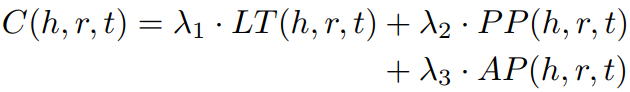 C(h, r, t) = λ₁ · LT(h, r, t) + λ₂ · PP(h, r, t)
+ λ₃ · AP(h, r, t)